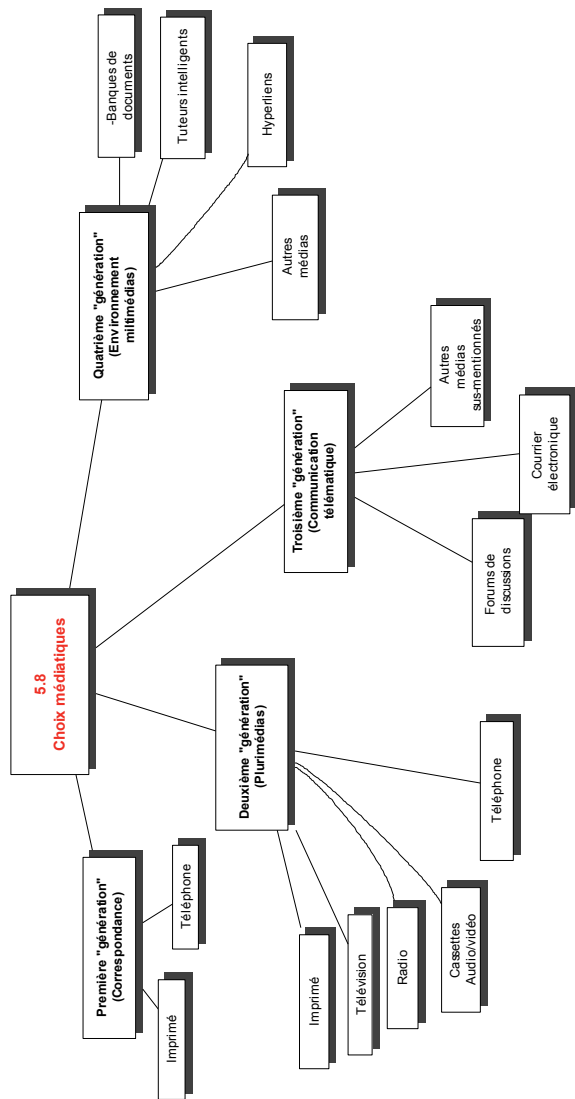 5.8
Choix médiatiques
Première "génération"
(Correspondance)
Imprimé
Téléphone
Deuxième "génération"
(Plurimédias)
Imprimé
Télévision
Radio
Cassettes
Audio/vidéo
Téléphone
Troisième "génération"
(Communication
télématique)
Forums de
discussions
Courrier
électronique
Autres
médias
sus-mentionnés
Quatrième "génération"
(Environnement
miltimédias)
Autres
médias
Hyperliens
Tuteurs intelligents
-Banques de
documents